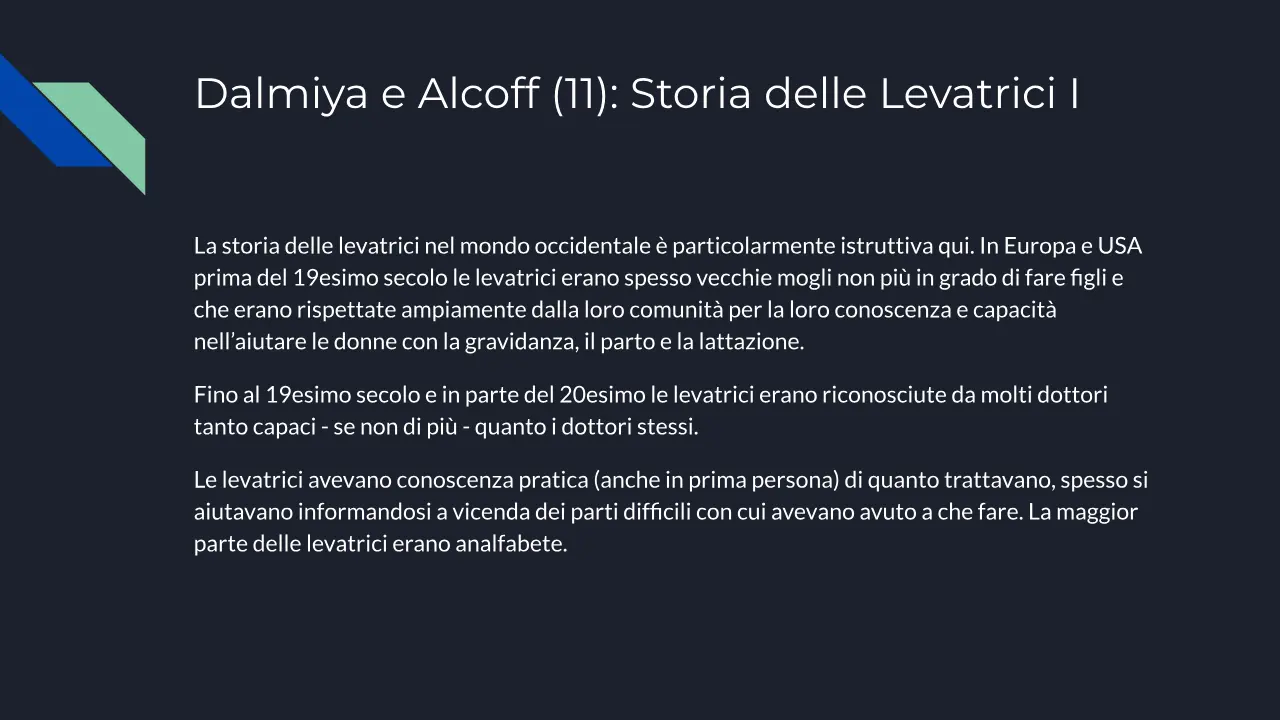 Dalmiya e Alcoff (11): Storia delle Levatrici I
La storia delle levatrici nel mondo occidentale è particolarmente istruttiva qui. In Europa e USA
prima del 19esimo secolo le levatrici erano spesso vecchie mogli non più in grado di fare figli e
che erano rispettate ampiamente dalla loro comunità per la loro conoscenza e capacità
nell’aiutare le donne con la gravidanza, il parto e la lattazione.
Fino al 19esimo secolo e in parte del 20esimo le levatrici erano riconosciute da molti dottori
tanto capaci - se non di più - quanto i dottori stessi.
Le levatrici avevano conoscenza pratica (anche in prima persona) di quanto trattavano, spesso si
aiutavano informandosi a vicenda dei parti difficili con cui avevano avuto a che fare. La maggior
parte delle levatrici erano analfabete.